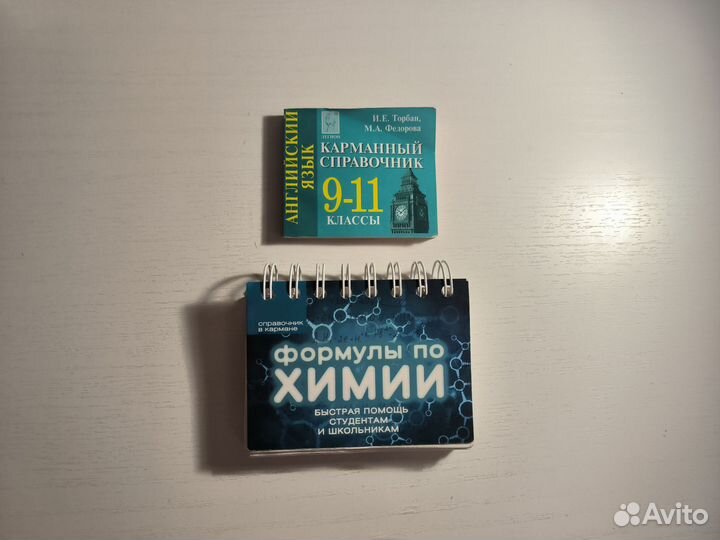 АНГЛИЙСКИЙ
ЯЗЫК
ЛЕГИОН
И.Е. Торбан,
М.А. Федорова
КАРМАННЫЙ
СПРАВОЧНИК
9-11
КЛАССЫ
справочник
в кармане
формулы по
ХИМИИ
БЫСТРАЯ ПОМОЩЬ
СТУДЕНТАМ
И ШКОЛЬНИКАМ
Avito